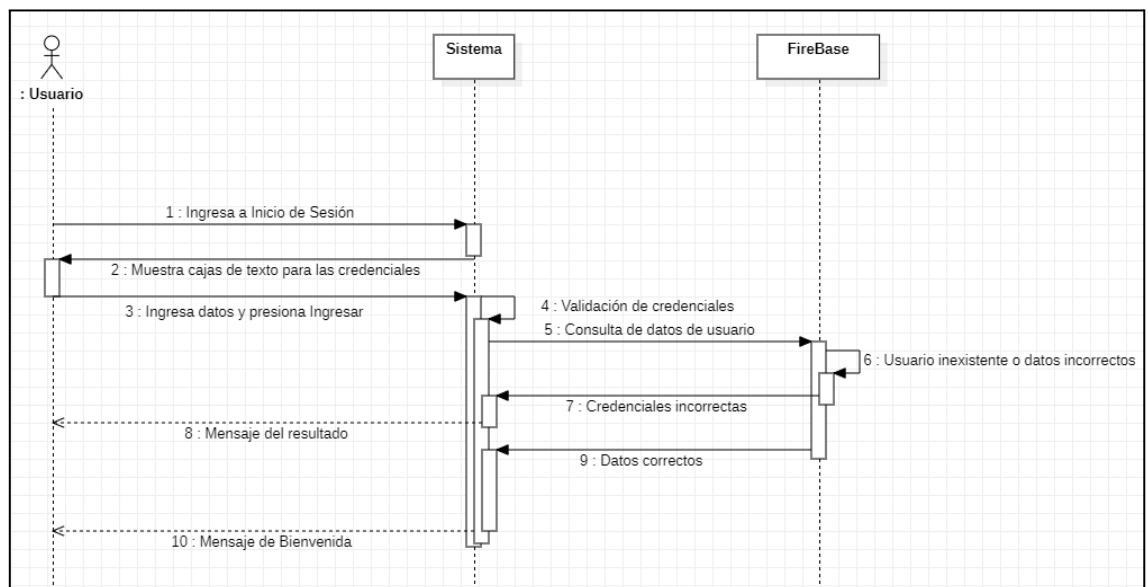 Sistema
FireBase
: Usuario
1 : Ingresa a Inicio de Sesión
2 : Muestra cajas de texto para las credenciales
3 : Ingresa datos y presiona Ingresar
4 : Validación de credenciales
5 : Consulta de datos de usuario
6 : Usuario inexistente o datos incorrectos
7 : Credenciales incorrectas
8 : Mensaje del resultado
9 : Datos correctos
10 : Mensaje de Bienvenida